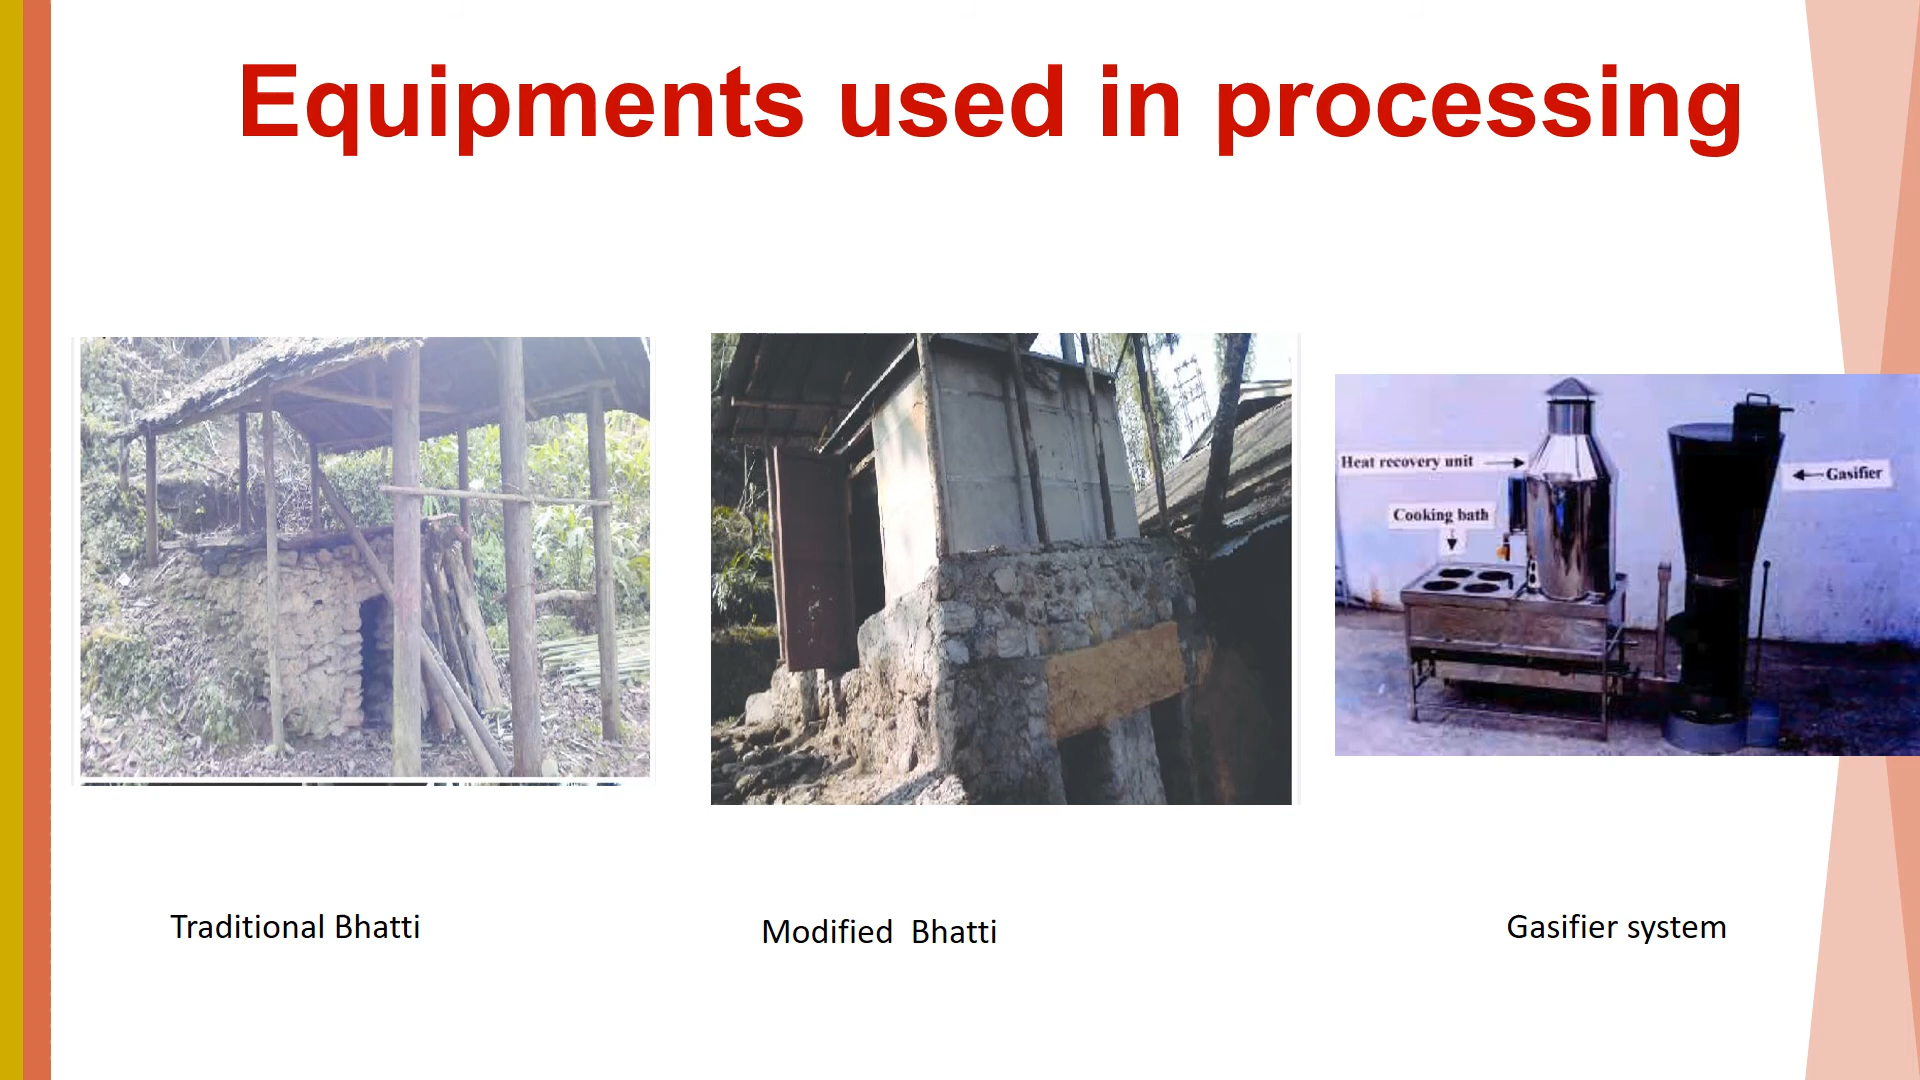 Equipments used in processing
Heat recovery unit
Cooking bath
Gasifier
Traditional Bhatti
Modified  Bhatti
Gasifier system